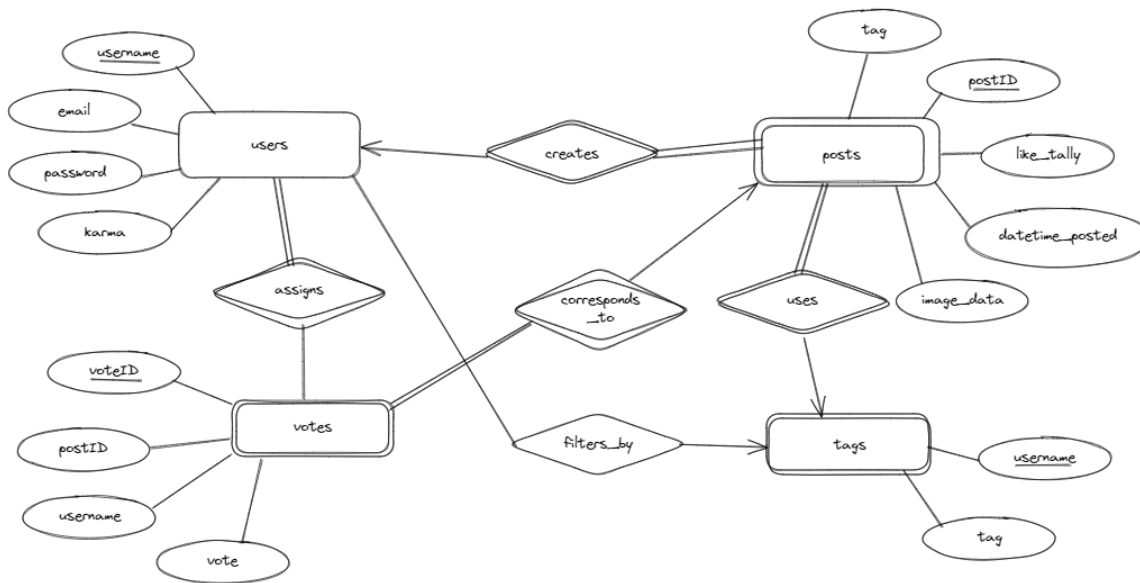 tag
username
postID
email
users
creates
posts
like_tally
password
karma
datetime_posted
assigns
corresponds
_to
uses
image_data
voteID
votes
postID
filters_by
tags
username
username
tag
vote